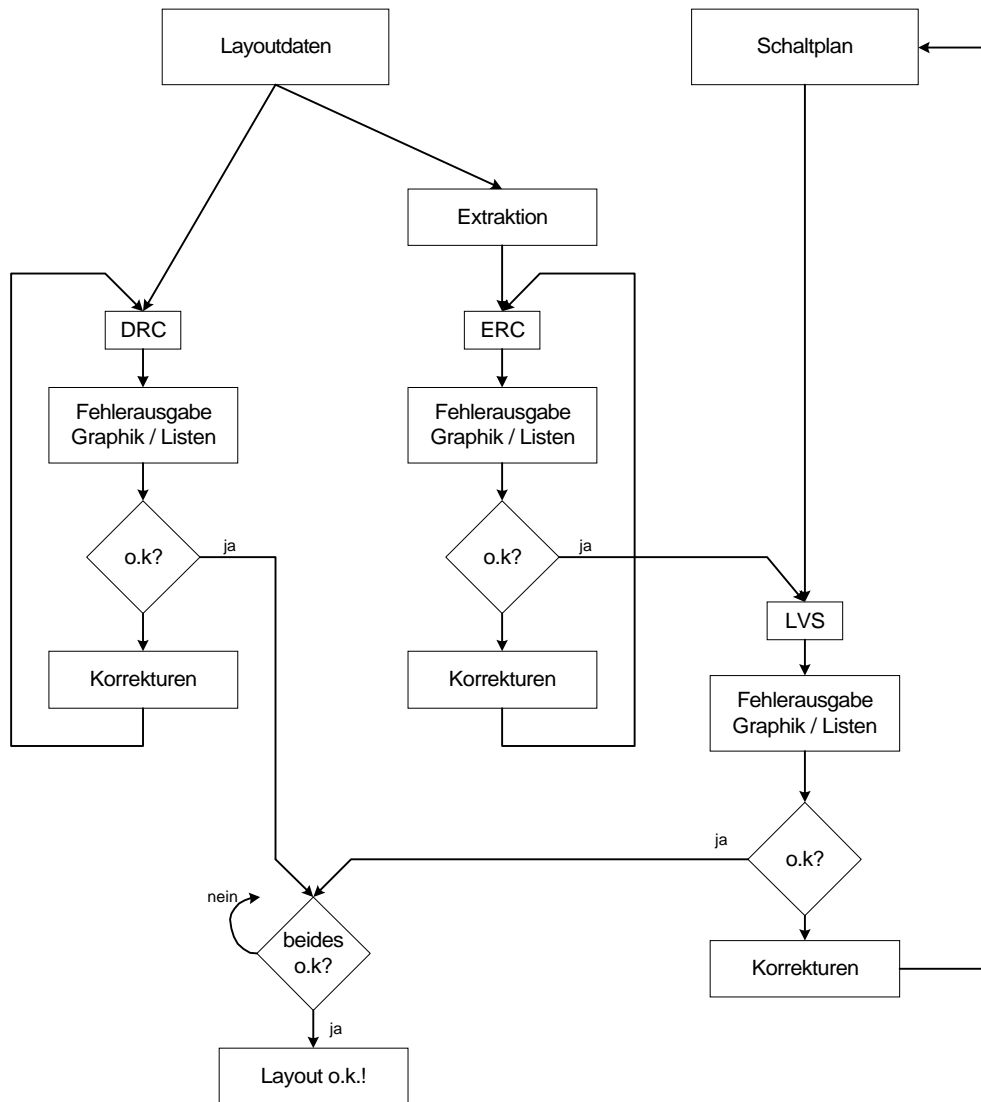 Layoutdaten
Schaltplan
Extraktion
DRC
ERC
Fehlerausgabe
Graphik / Listen
Fehlerausgabe
Graphik / Listen
o.k?
ja
o.k?
ja
LVS
Korrekturen
Korrekturen
Fehlerausgabe
Graphik / Listen
ja
o.k?
nein
beides
o.k?
Korrekturen
ja
Layout o.k.!